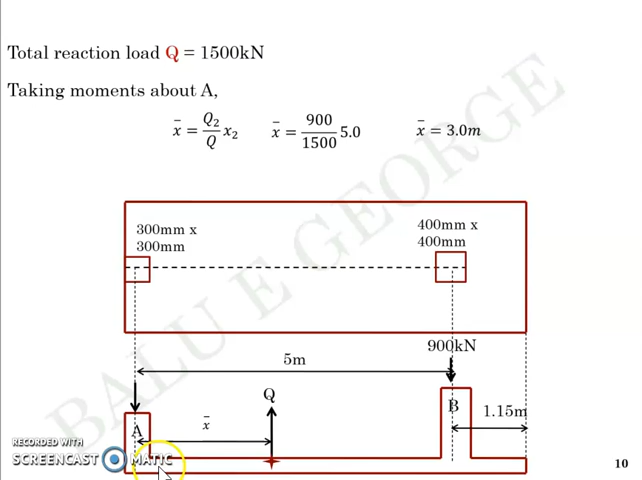 Total reaction load Q = 1500kN
Taking moments about A,
x̄ = Q₂/Q x₂   x̄ = 900/1500 5.0   x̄ = 3.0m
300mm x
300mm
400mm x
400mm
900kN
5m
Q
B
1.15m
A
x̄
BALU E GEORGE
RECORDED WITH
SCREENCAST MATIC
10